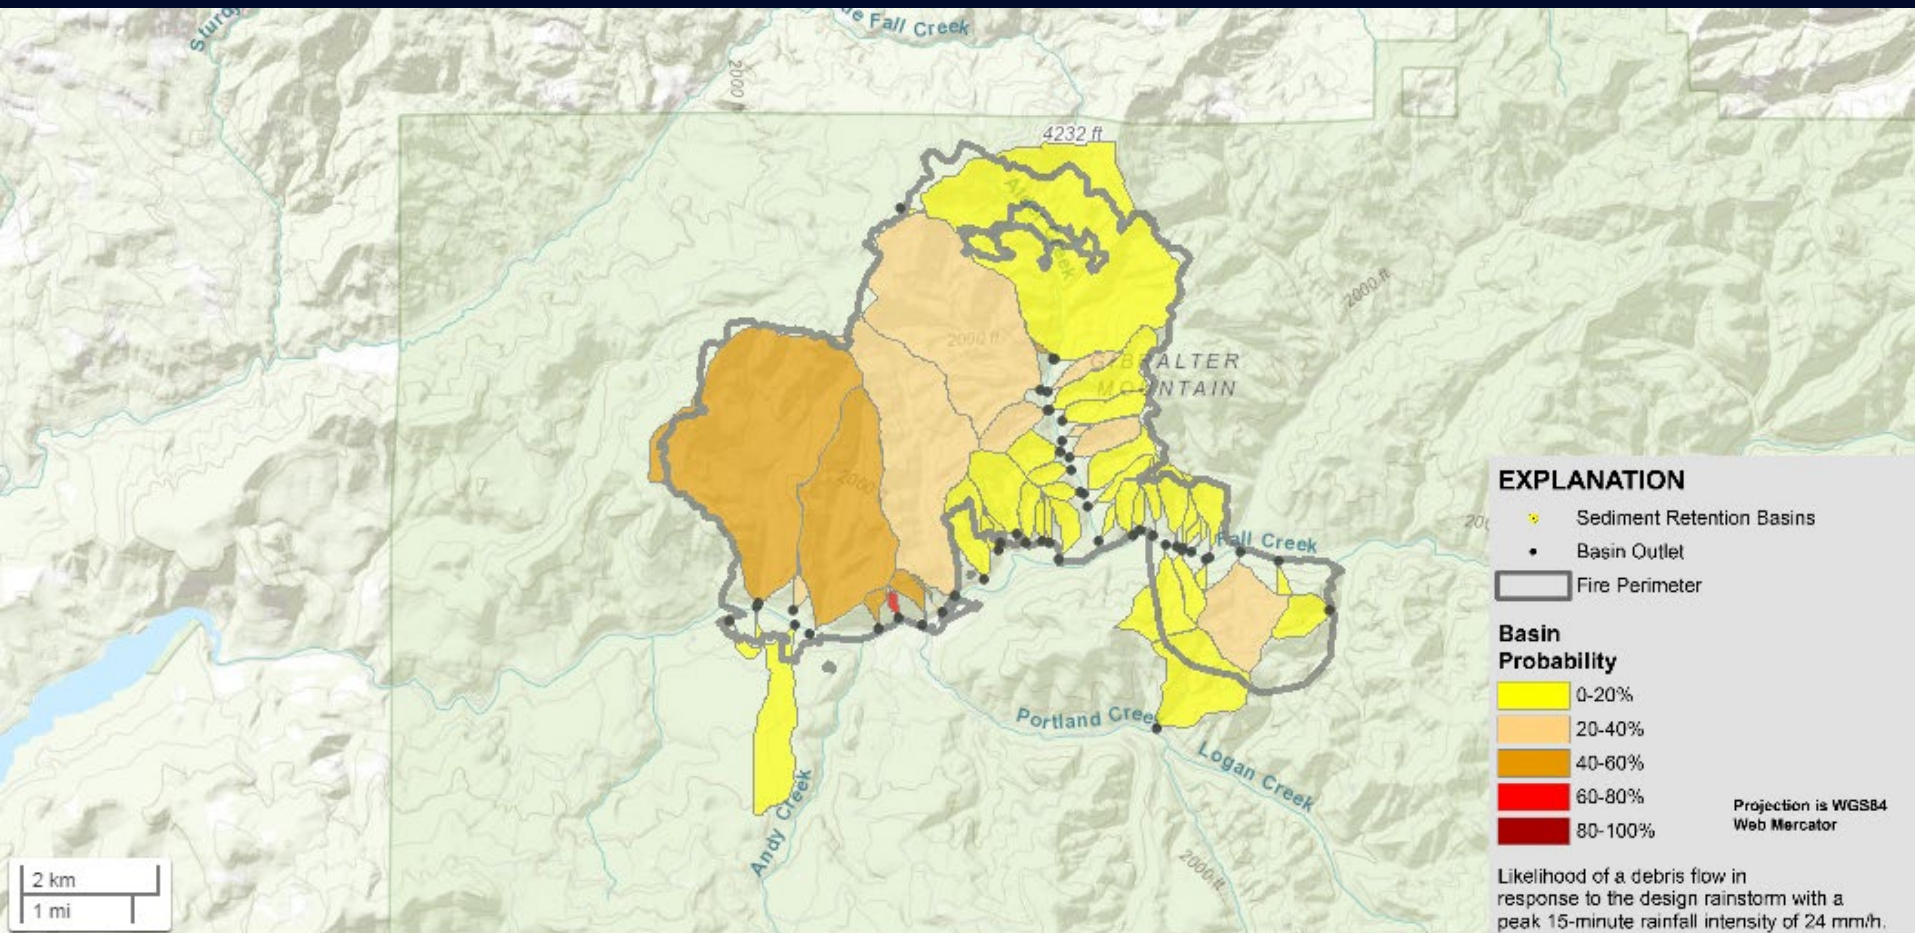 Fall Creek
2000 ft
4232 ft
2000 ft
2000 ft
GIBRALTER
MOUNTAIN
2000 ft
Fall Creek
Portland Cree
Logan Creek
Andy Creek
2000 ft
2 km
1 mi
EXPLANATION
Sediment Retention Basins
Basin Outlet
Fire Perimeter
Basin
Probability
0-20%
20-40%
40-60%
60-80%
80-100%
Projection is WGS84
Web Mercator
Likelihood of a debris flow in
response to the design rainstorm with a
peak 15-minute rainfall intensity of 24 mm/h.